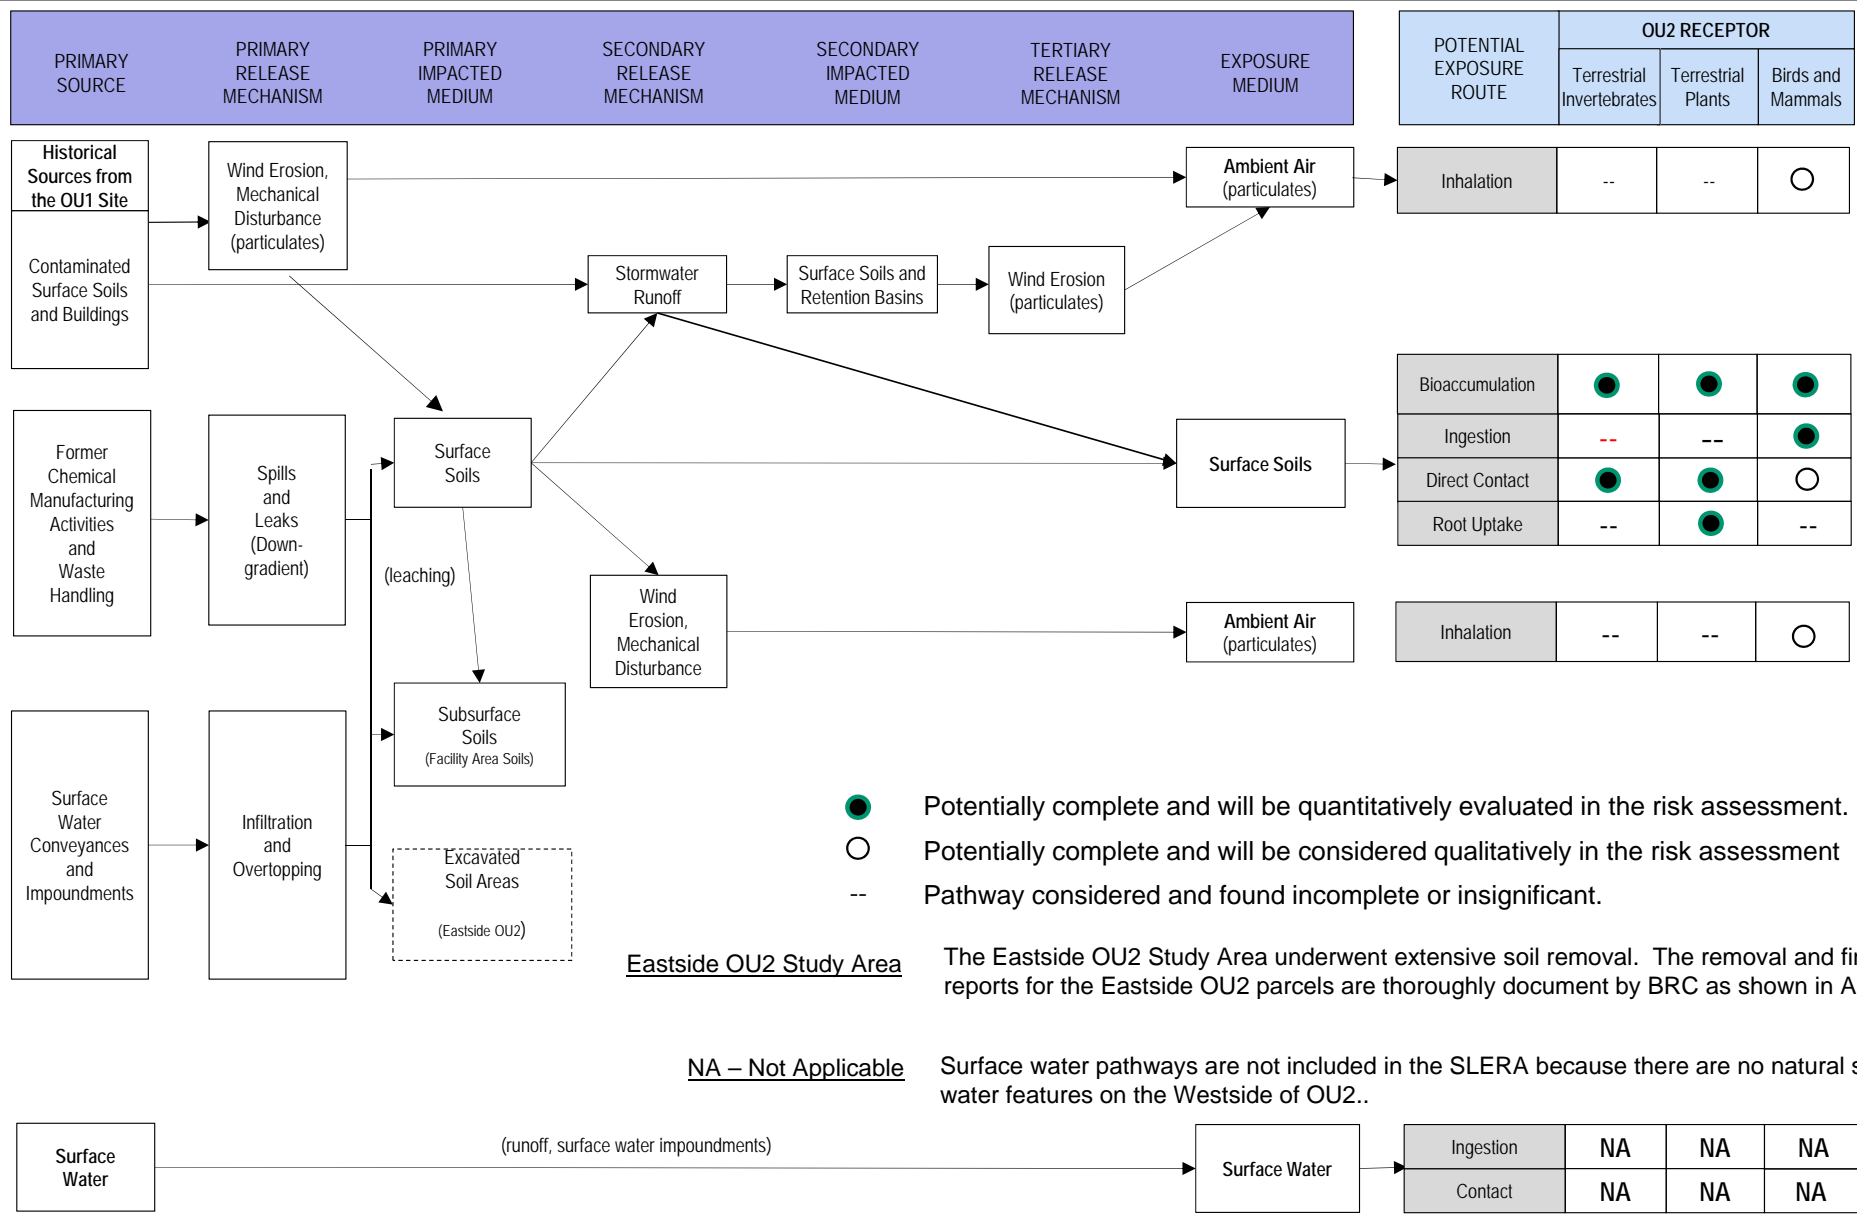 PRIMARY
SOURCE
PRIMARY
RELEASE
MECHANISM
PRIMARY
IMPACTED
MEDIUM
SECONDARY
RELEASE
MECHANISM
SECONDARY
IMPACTED
MEDIUM
TERTIARY
RELEASE
MECHANISM
EXPOSURE
MEDIUM
POTENTIAL
EXPOSURE
ROUTE
OU2 RECEPTOR
Terrestrial
Invertebrates
Terrestrial
Plants
Birds and
Mammals
Historical
Sources from
the OU1 Site
Contaminated
Surface Soils
and Buildings
Wind Erosion,
Mechanical
Disturbance
(particulates)
Ambient Air
(particulates)
Inhalation
--
--
Stormwater
Runoff
Surface Soils and
Retention Basins
Wind Erosion
(particulates)
Former
Chemical
Manufacturing
Activities
and
Waste
Handling
Spills
and
Leaks
(Down-
gradient)
Surface
Soils
(leaching)
Surface Soils
Bioaccumulation
Ingestion
--
--
Direct Contact
Root Uptake
--
--
Wind
Erosion,
Mechanical
Disturbance
Ambient Air
(particulates)
Inhalation
--
--
Surface
Water
Conveyances
and
Impoundments
Infiltration
and
Overtopping
Subsurface
Soils
(Facility Area Soils)
Excavated
Soil Areas
(Eastside OU2)
Potentially complete and will be quantitatively evaluated in the risk assessment.
Potentially complete and will be considered qualitatively in the risk assessment
-- Pathway considered and found incomplete or insignificant.
Eastside OU2 Study Area
The Eastside OU2 Study Area underwent extensive soil removal. The removal and
reports for the Eastside OU2 parcels are thoroughly document by BRC as shown in
NA – Not Applicable
Surface water pathways are not included in the SLERA because there are no natural
water features on the Westside of OU2..
Surface
Water
(runoff, surface water impoundments)
Surface Water
Ingestion
NA
NA
NA
Contact
NA
NA
NA